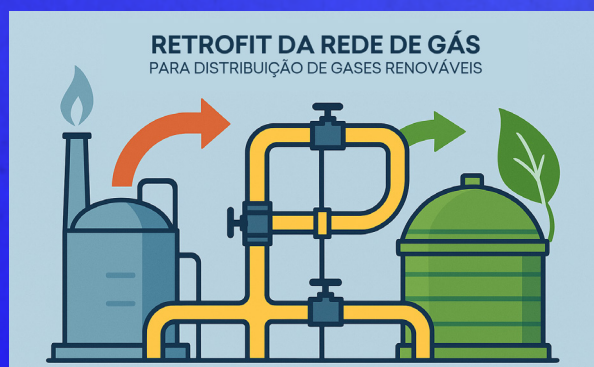 RETROFIT DA REDE DE GÁS
PARA DISTRIBUIÇÃO DE GASES RENOVÁVEIS